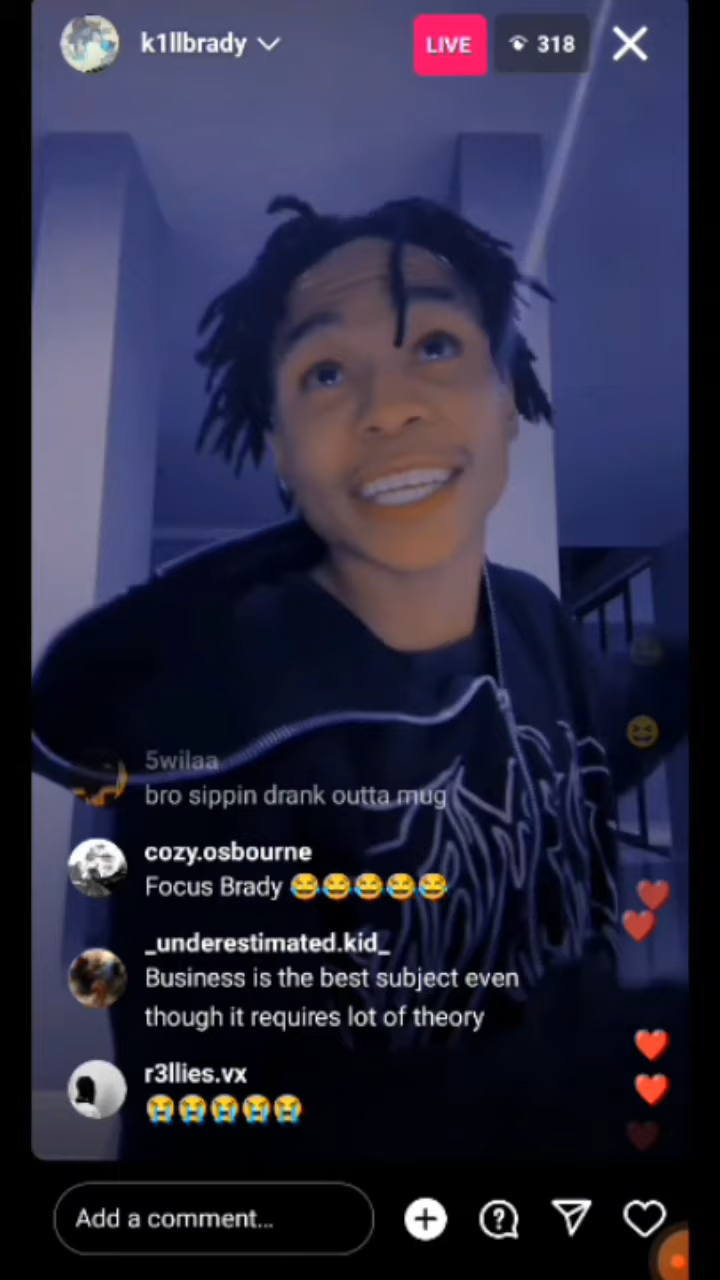 k1llbrady
LIVE
318
5wilaa
bro sippin drank outta mug
cozy.osbourne
Focus Brady 😂😂😂😂😂
_underestimated.kid_
Business is the best subject even
though it requires lot of theory
r3llies.vx
😭😭😭😭😭
Add a comment...